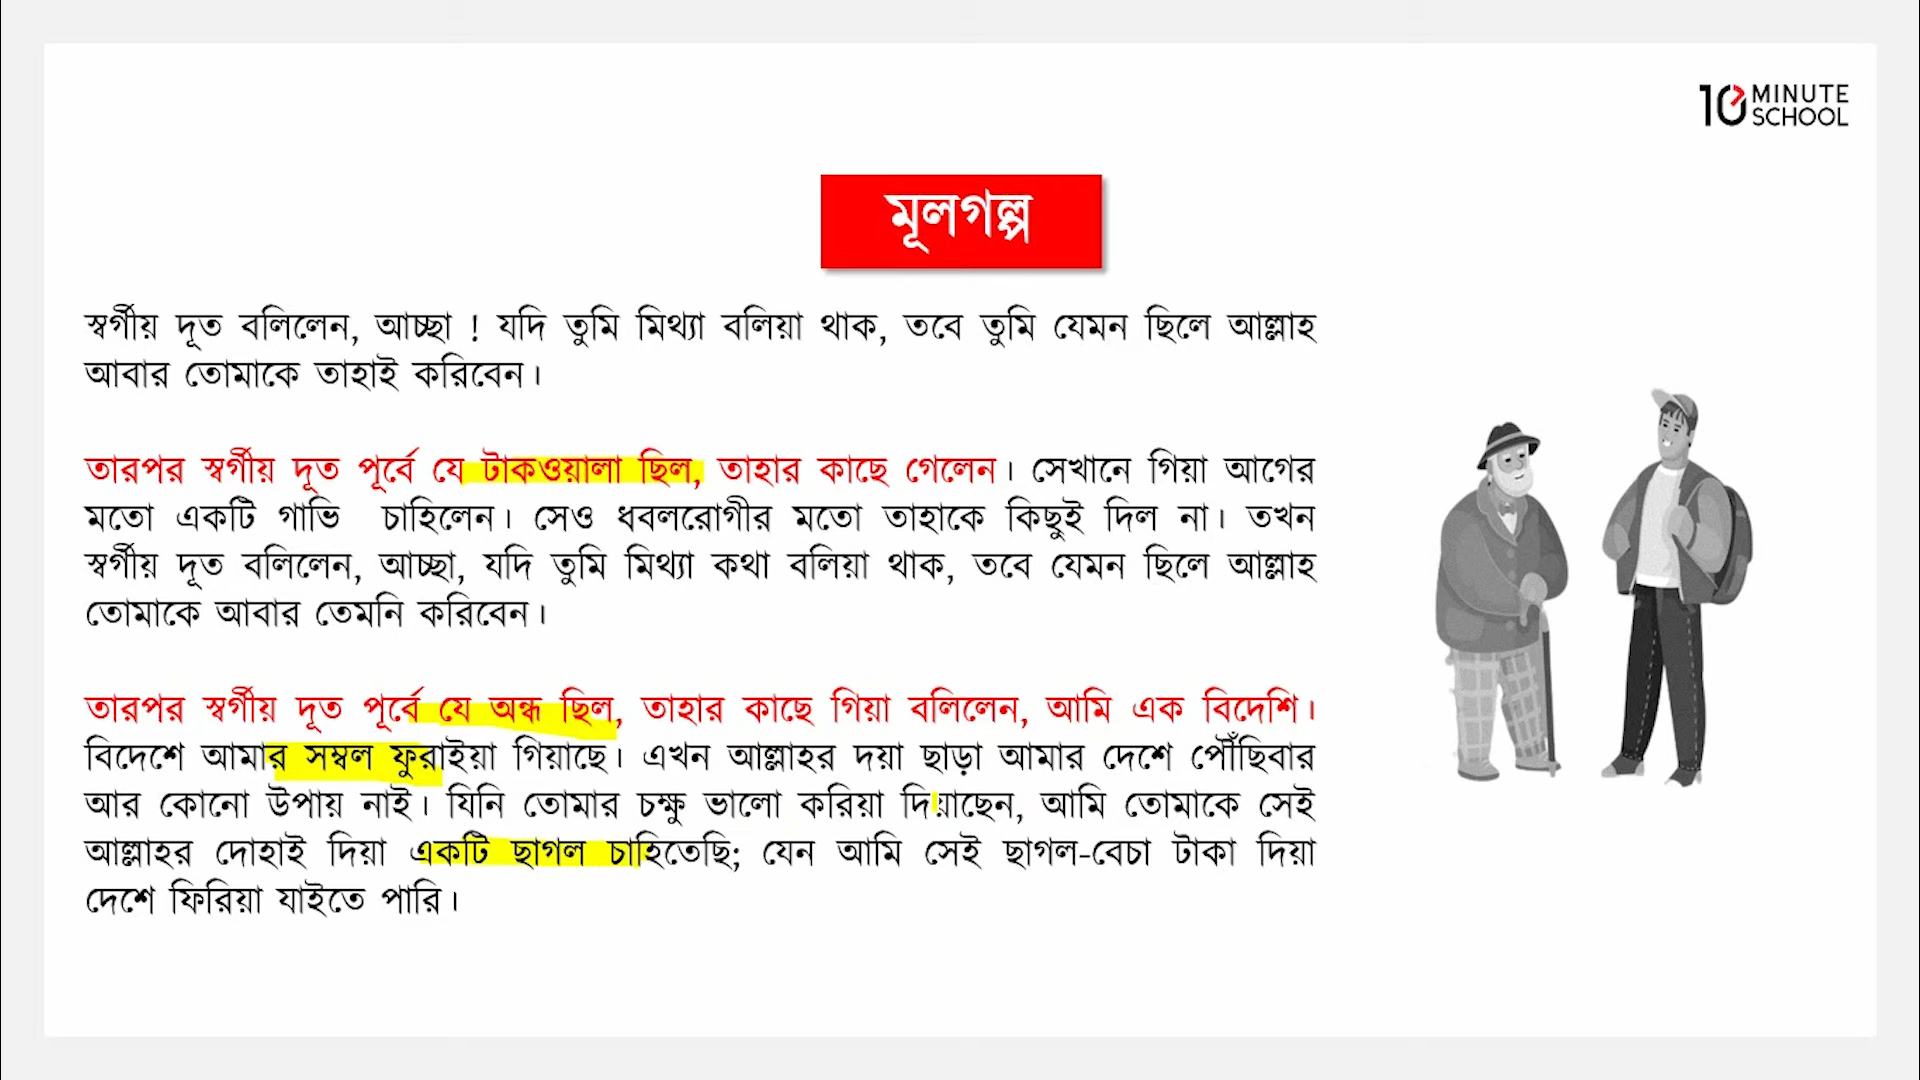 10 MINUTE
SCHOOL
মূলগল্প
স্বর্গীয় দূত বলিলেন, আচ্ছা ! যদি তুমি মিথ্যা বলিয়া থাক, তবে তুমি যেমন ছিলে আল্লাহ
আবার তোমাকে তাহাই করিবেন।
তারপর স্বর্গীয় দূত পূর্বে যে টাকওয়ালা ছিল, তাহার কাছে গেলেন। সেখানে গিয়া আগের
মতো একটি গাভি চাহিলেন। সেও ধবলরোগীর মতো তাহাকে কিছুই দিল না। তখন
স্বর্গীয় দূত বলিলেন, আচ্ছা, যদি তুমি মিথ্যা কথা বলিয়া থাক, তবে যেমন ছিলে আল্লাহ
তোমাকে আবার তেমনি করিবেন।
তারপর স্বর্গীয় দূত পূর্বে যে অন্ধ ছিল, তাহার কাছে গিয়া বলিলেন, আমি এক বিদেশি।
বিদেশে আমার সম্বল ফুরাইয়া গিয়াছে। এখন আল্লাহর দয়া ছাড়া আমার দেশে পৌঁছিবার
আর কোনো উপায় নাই। যিনি তোমার চক্ষু ভালো করিয়া দিয়াছেন, আমি তোমাকে সেই
আল্লাহর দোহাই দিয়া একটি ছাগল চাহিতেছি; যেন আমি সেই ছাগল-বেচা টাকা দিয়া
দেশে ফিরিয়া যাইতে পারি।